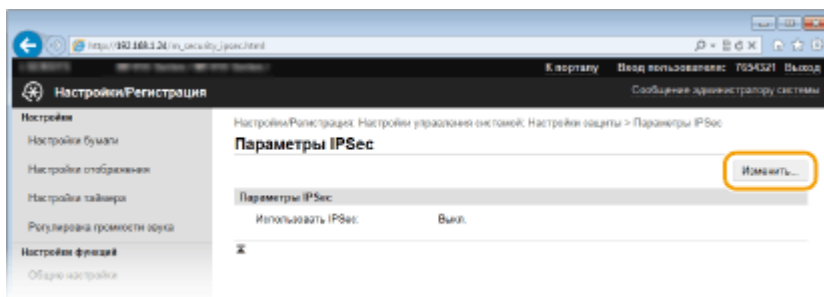 http://192.168.1.24/m_security_ipsec.html
К порталу Вход пользователя: 7654321 Выход
Настройки/Регистрация
Сообщение администратору системы
Настройки
Настройки бумаги
Настройки отображения
Настройки таймера
Регулировка громкости звука
Настройки функций
Общие настройки
Настройки/Регистрация: Настройки управления системой: Настройки защиты > Параметры IPSec
Параметры IPSec
Изменить...
Параметры IPSec
Использовать IPSec: Выкл.